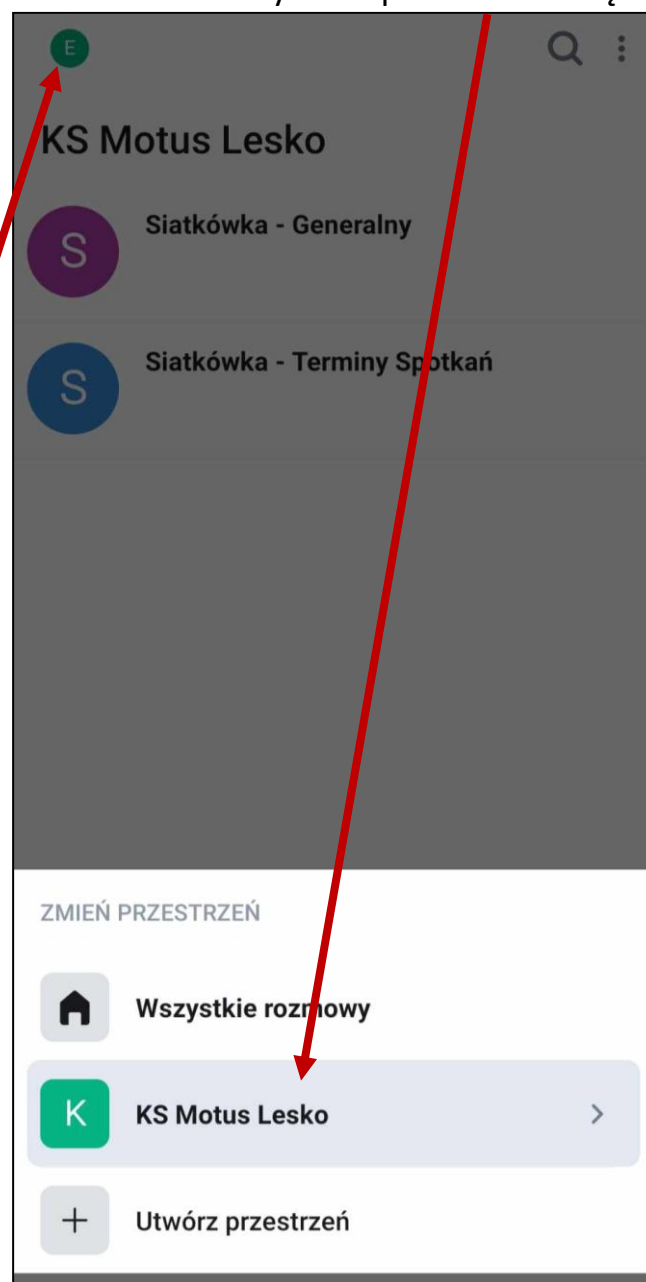 E
KS Motus Lesko
S
Siatkówka - Generalny
S
Siatkówka - Terminy Spotkań
ZMIEŃ PRZESTRZEŃ
Wszystkie rozmowy
K
KS Motus Lesko
Utwórz przestrzeń